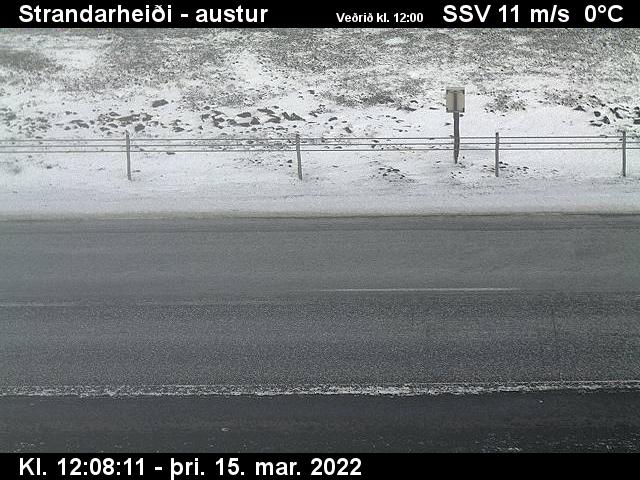 Strandarheiði - austur Veðrið kl. 12:00 SSV 11 m/s 0°C
Kl. 12:08:11 - þri. 15. mar. 2022